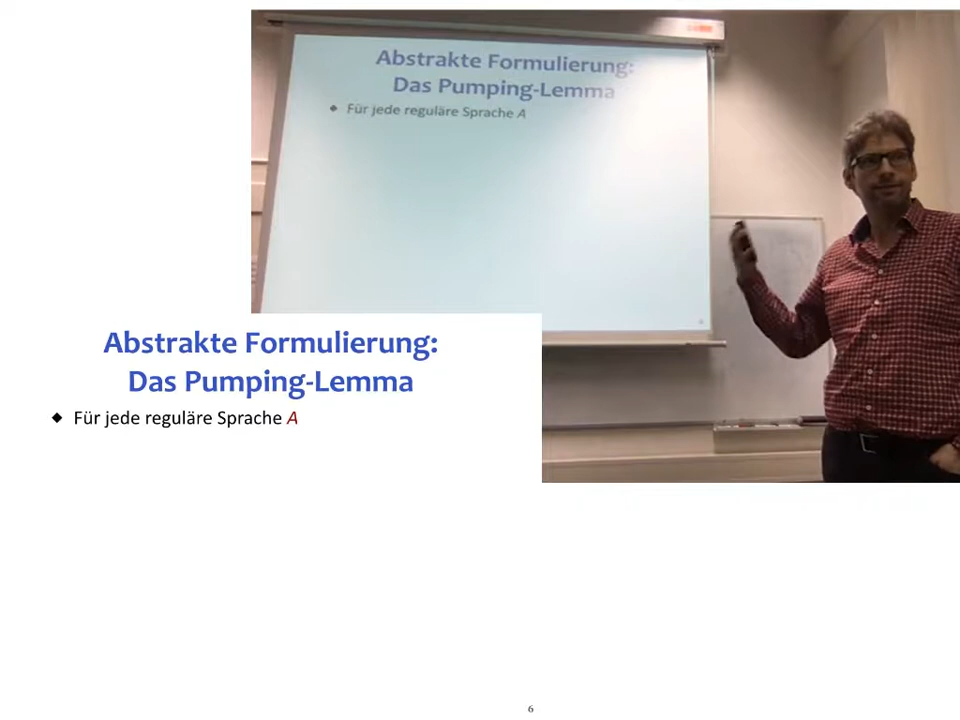 Abstrakte Formulierung:
Das Pumping-Lemma
◆ Für jede reguläre Sprache A
Abstrakte Formulierung:
Das Pumping-Lemma
◆ Für jede reguläre Sprache A
6